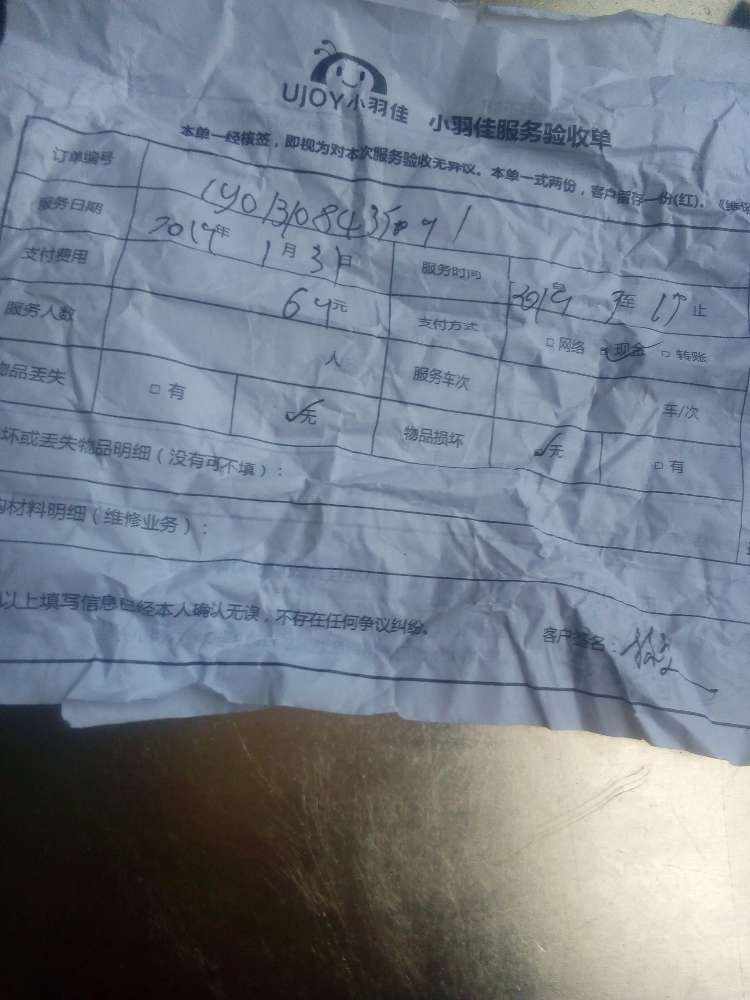 UJOY小羽佳 小羽佳服务验收单
本单一经核签，即视为对本次服务验收无异议。本单一式两份，客户留存一份(红)。
订单编号
服务日期 2019年1月31日 服务时间 自 至 止
支付费用 元 支付方式 □网络 现金 □转账
服务人数 人 服务车次 车/次
物品丢失 □有 ✓无 物品损坏 ✓无 □有
坏或丢失物品明细（没有可不填）：
材料明细（维修业务）：
以上填写信息已经本人确认无误，不存在任何争议纠纷。 客户签名：